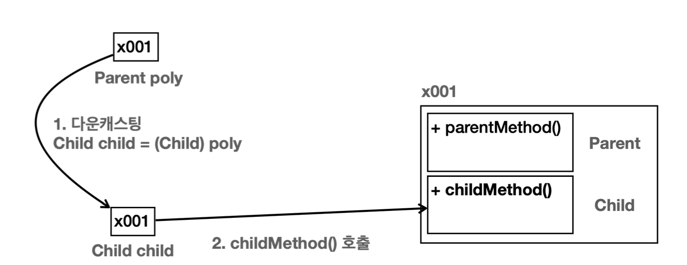 x001
Parent poly
1. 다운캐스팅
Child child = (Child) poly
x001
Child child
2. childMethod() 호출
x001
+ parentMethod()
Parent
+ childMethod()
Child